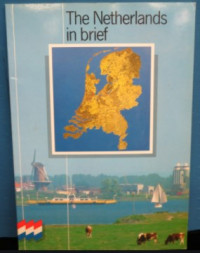 The Netherlands
in brief